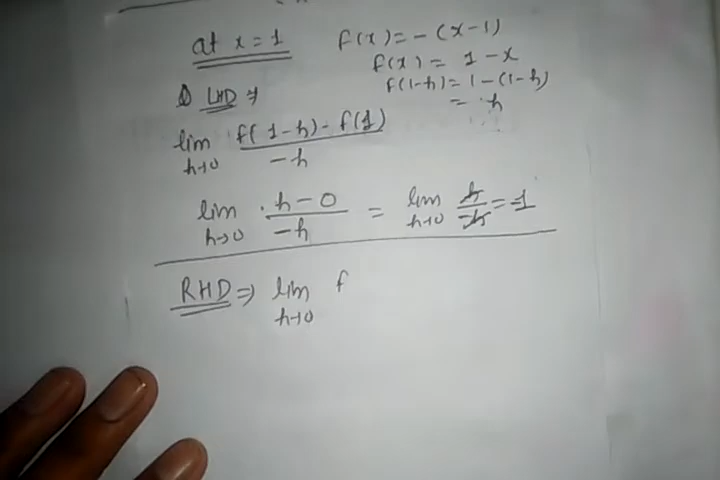 at x = 1 f(x) = - (x-1)
f(x) = 1 - x
f(1-h) = 1 - (1-h)
= h
LHD ⇒
lim h→0 f(1-h) - f(1) / -h
lim h→0 h - 0 / -h = lim h→0 h / -h = -1
RHD ⇒ lim h→0 f